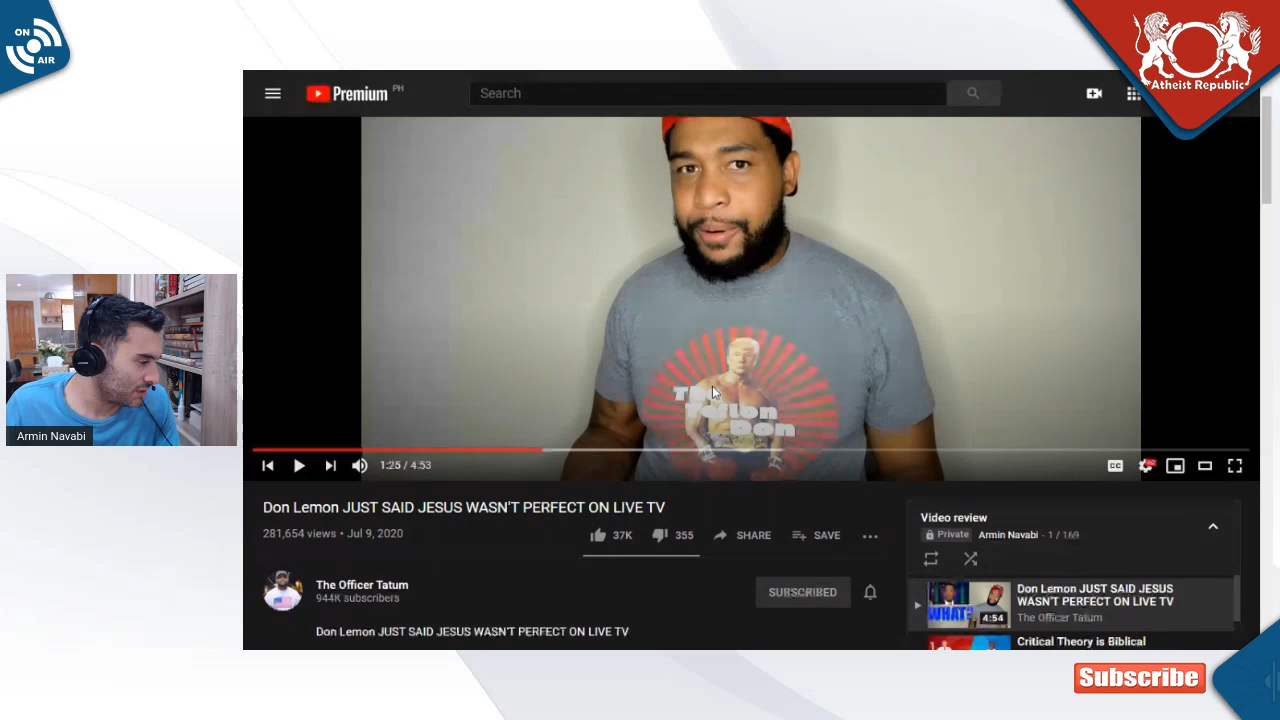 ON
AIR
Atheist Republic
Premium PH
Search
The
Teflon
Don
Armin Navabi
1:25 / 4:53
CC
Don Lemon JUST SAID JESUS WASN'T PERFECT ON LIVE TV
281,654 views • Jul 9, 2020
37K
355
SHARE
SAVE
The Officer Tatum
944K subscribers
SUBSCRIBED
Don Lemon JUST SAID JESUS WASN'T PERFECT ON LIVE TV
Video review
Private Armin Navabi - 1 / 169
WHAT?
4:54
Don Lemon JUST SAID JESUS
WASN'T PERFECT ON LIVE TV
The Officer Tatum
Critical Theory is Biblical
Subscribe